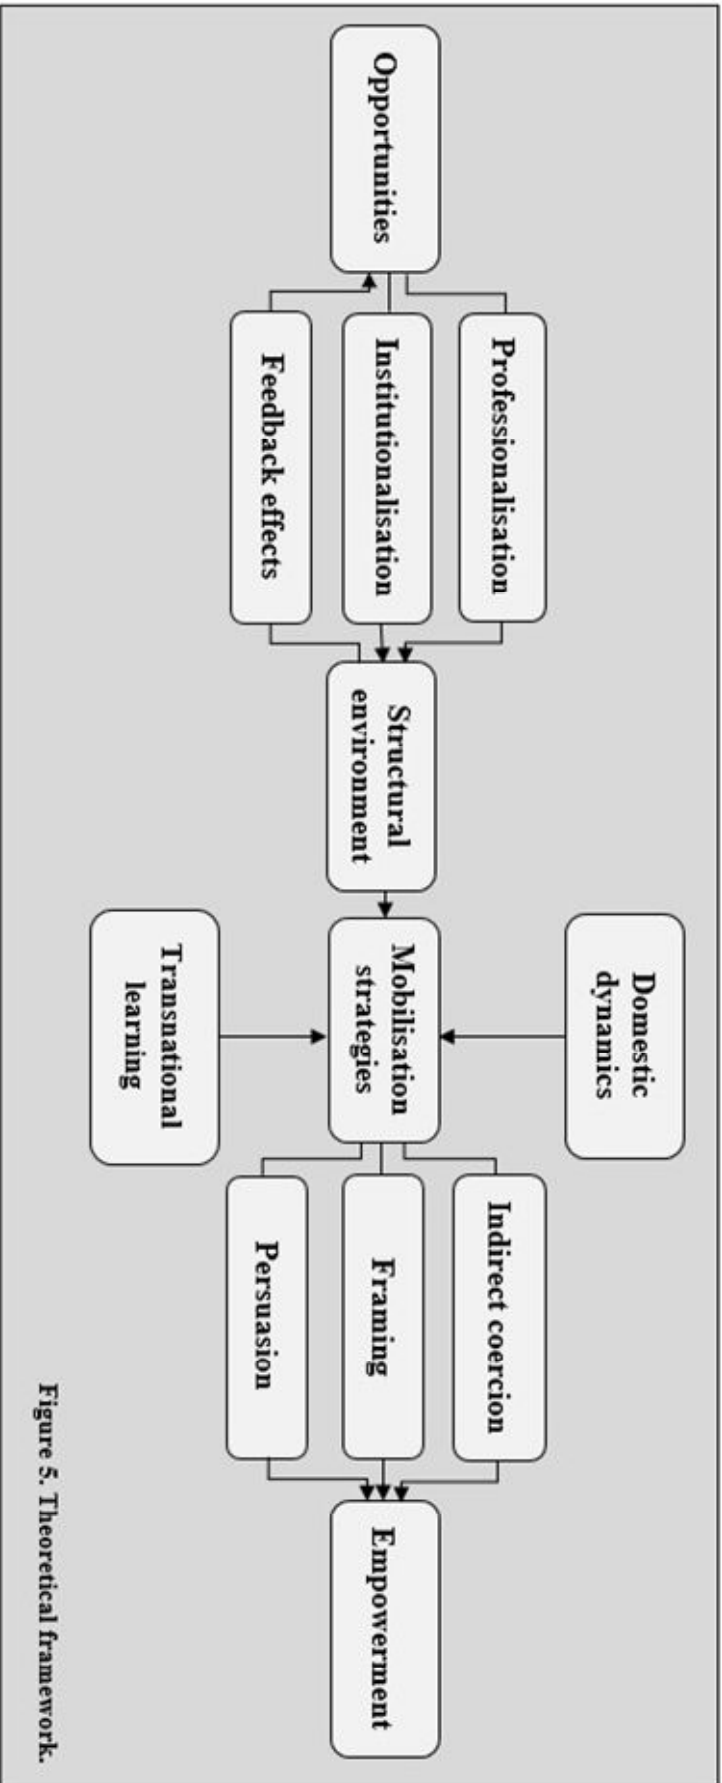 Opportunities
Professionalisation
Institutionalisation
Feedback effects
Structural
environment
Domestic
dynamics
Mobilisation
strategies
Transnational
learning
Indirect coercion
Framing
Persuasion
Empowerment
Figure 5. Theoretical framework.